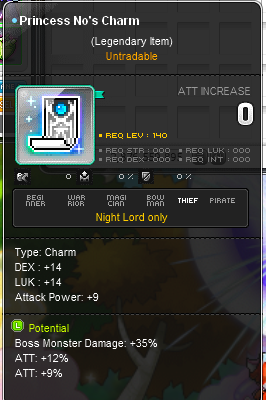 Princess No's Charm
(Legendary Item)
Untradable
ATT INCREASE
0
REQ LEV : 140
REQ STR : 000 REQ LUK : 000
REQ DEX : 000 REQ INT : 000
0 0 % 0 %
BEGINNER WARRIOR MAGICIAN BOWMAN THIEF PIRATE
Night Lord only
Type: Charm
DEX : +14
LUK : +14
Attack Power: +9
L Potential
Boss Monster Damage: +35%
ATT: +12%
ATT: +9%